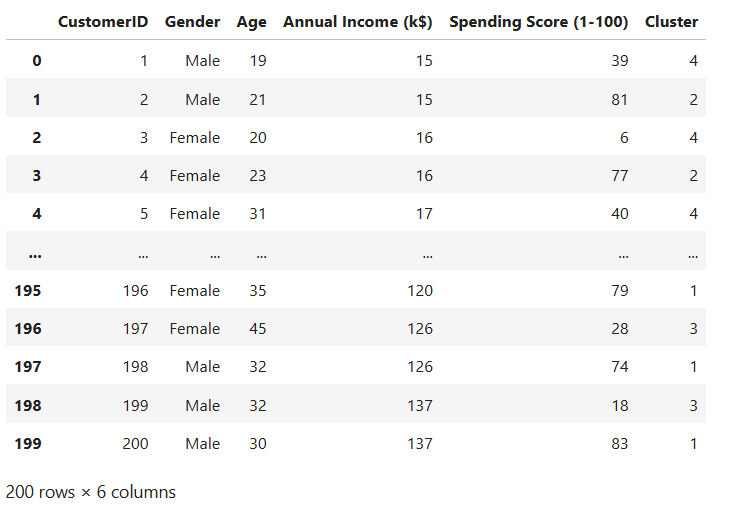 CustomerID Gender Age Annual Income (k$) Spending Score (1-100) Cluster
0 1 Male 19 15 39 4
1 2 Male 21 15 81 2
2 3 Female 20 16 6 4
3 4 Female 23 16 77 2
4 5 Female 31 17 40 4
... ... ... ... ... ... ...
195 196 Female 35 120 79 1
196 197 Female 45 126 28 3
197 198 Male 32 126 74 1
198 199 Male 32 137 18 3
199 200 Male 30 137 83 1
200 rows × 6 columns